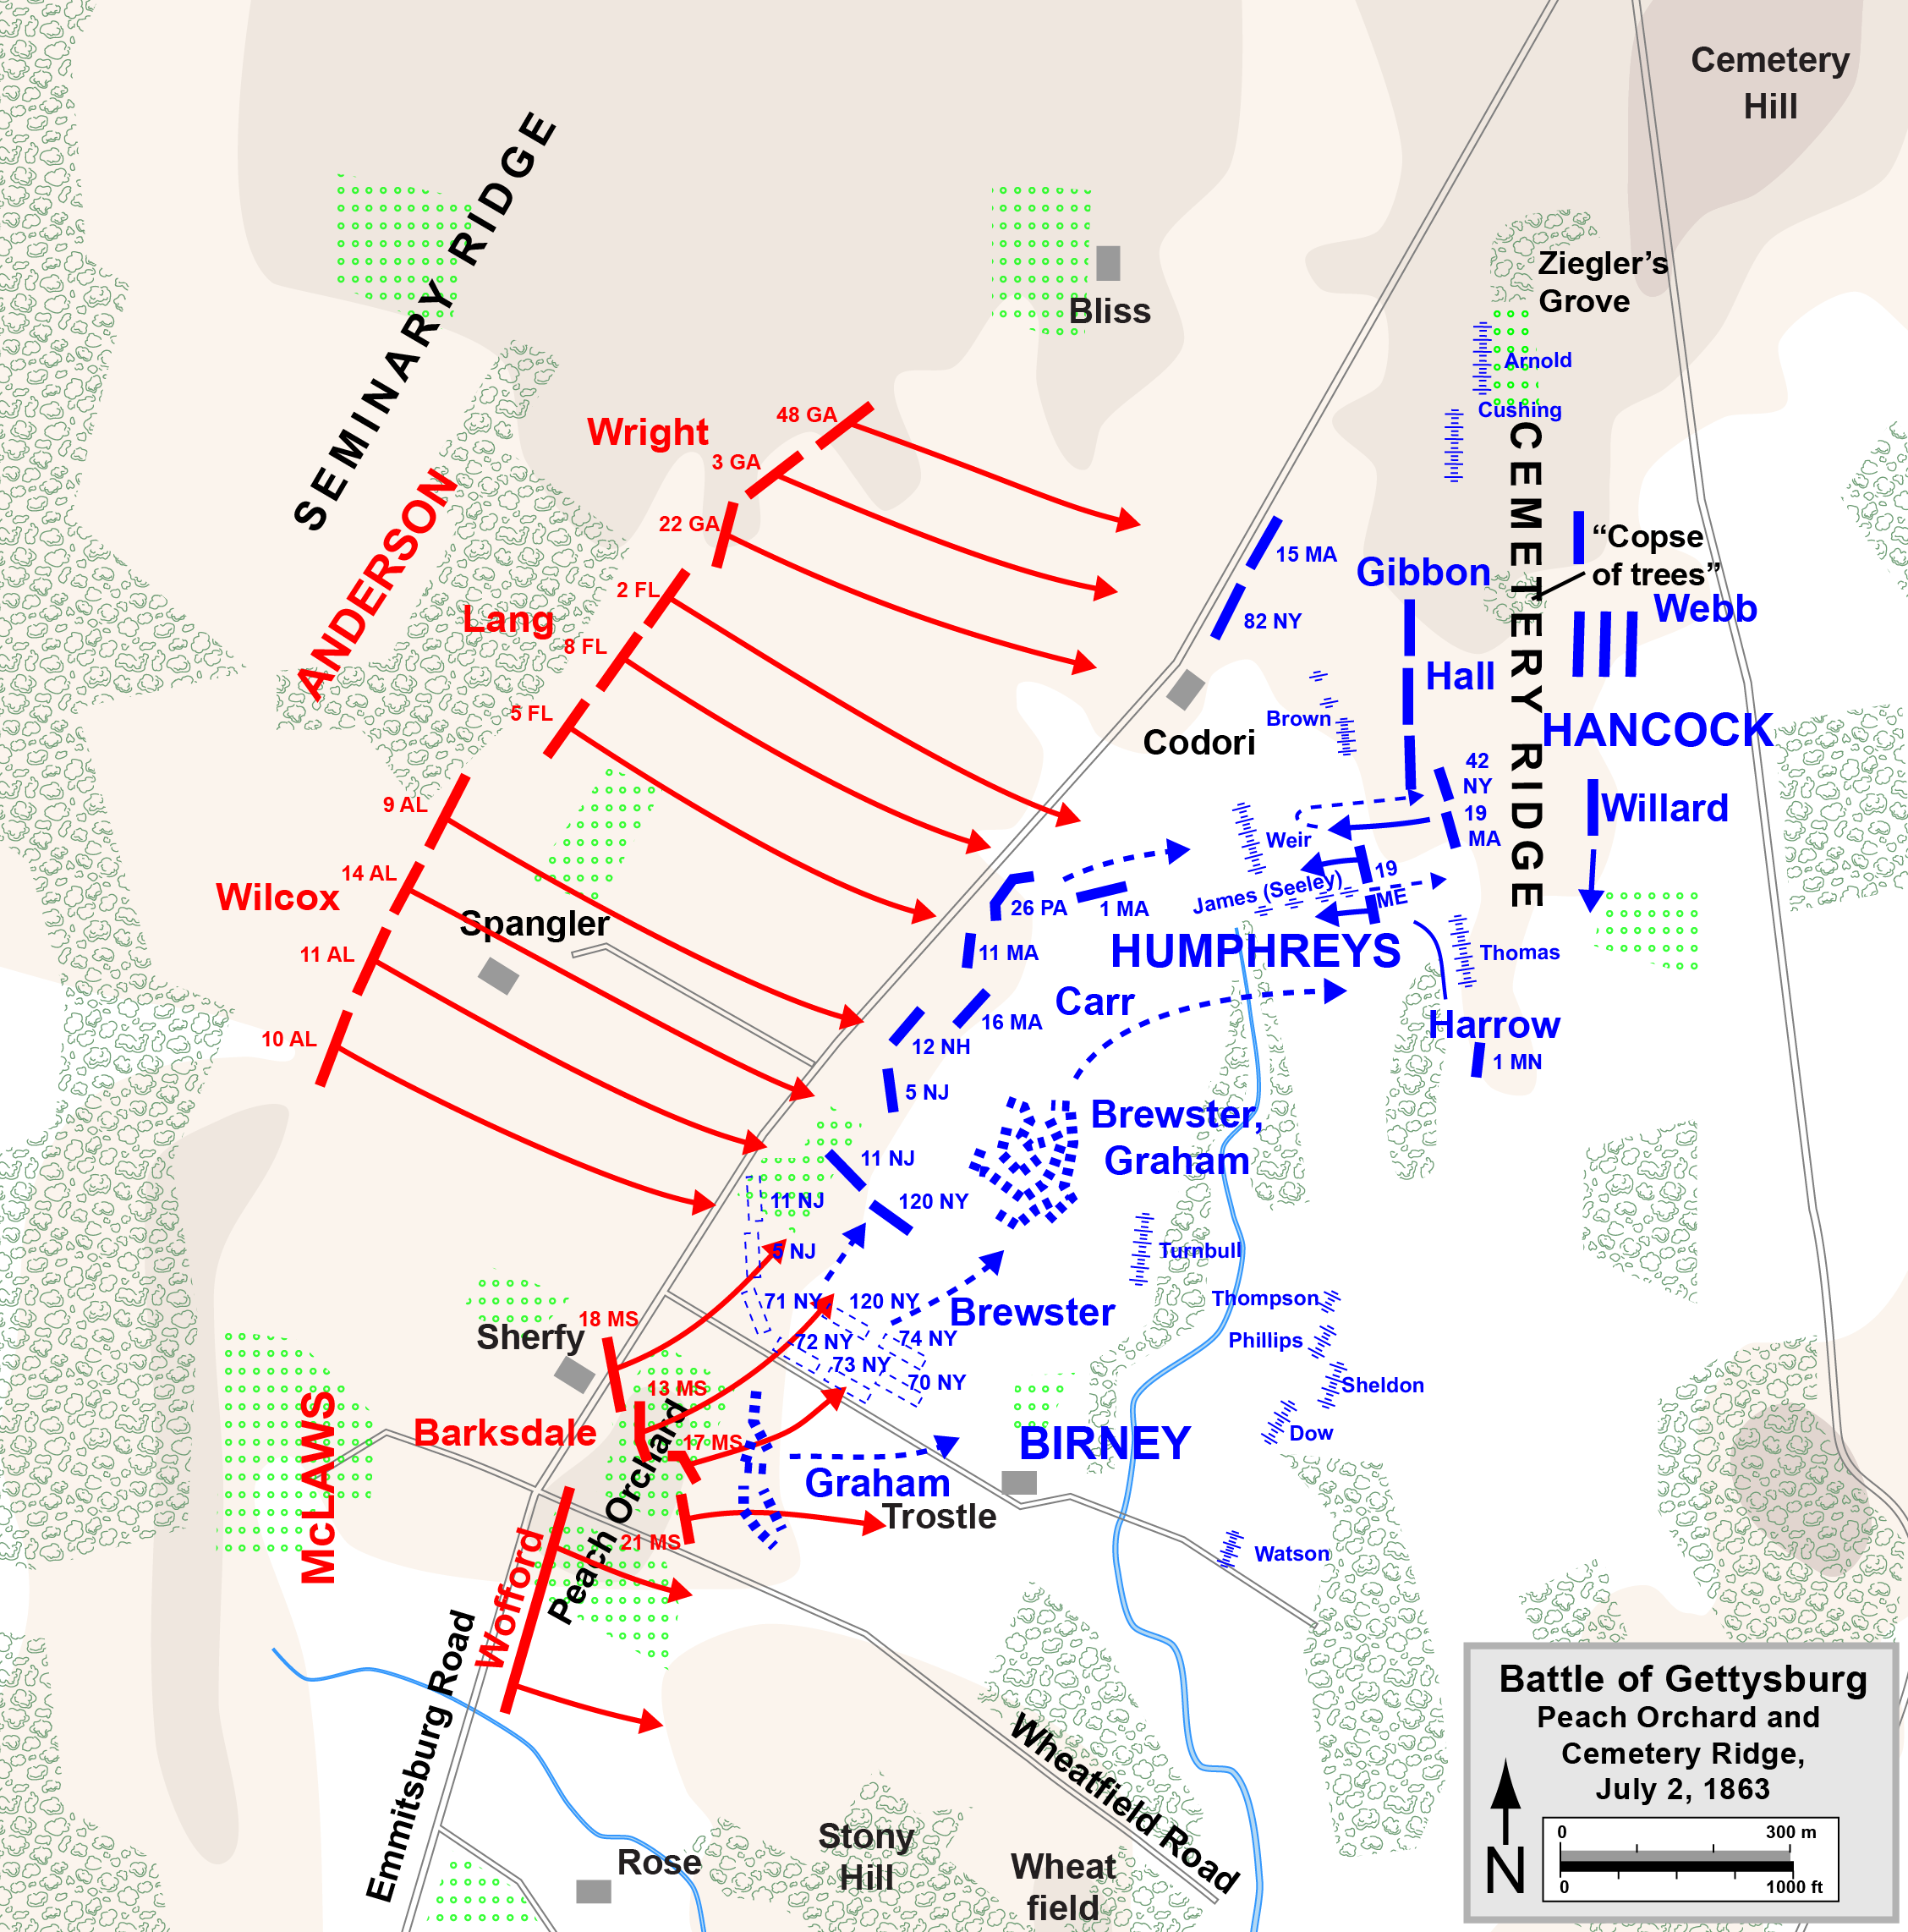 Cemetery
Hill
SEMINARY RIDGE
Ziegler’s
Grove
Bliss
Arnold
Cushing
48 GA
Wright
3 GA
22 GA
ANDERSON
CEMETERY RIDGE
“Copse
of trees”
15 MA
Gibbon
2 FL
Lang
82 NY
Webb
8 FL
Hall
5 FL
Brown
HANCOCK
Codori
42
NY
9 AL
19
MA
Willard
Weir
14 AL
19
ME
James (Seeley)
Wilcox
26 PA
1 MA
Spangler
HUMPHREYS
11 AL
11 MA
Thomas
Carr
16 MA
Harrow
10 AL
12 NH
1 MN
5 NJ
Brewster,
Graham
11 NJ
11 NJ
120 NY
5 NJ
Turnbull
71 NY
120 NY
Thompson
Brewster
18 MS
Sherfy
72 NY
74 NY
Phillips
73 NY
70 NY
Sheldon
13 MS
McLAWS
Barksdale
17 MS
Dow
BIRNEY
Peach Orchard
Graham
Trostle
21 MS
Watson
Wofford
Emmitsburg Road
Wheatfield Road
Stony
Hill
Rose
Wheat
field
Battle of Gettysburg
Peach Orchard and
Cemetery Ridge,
July 2, 1863
N
0 300 m
0 1000 ft